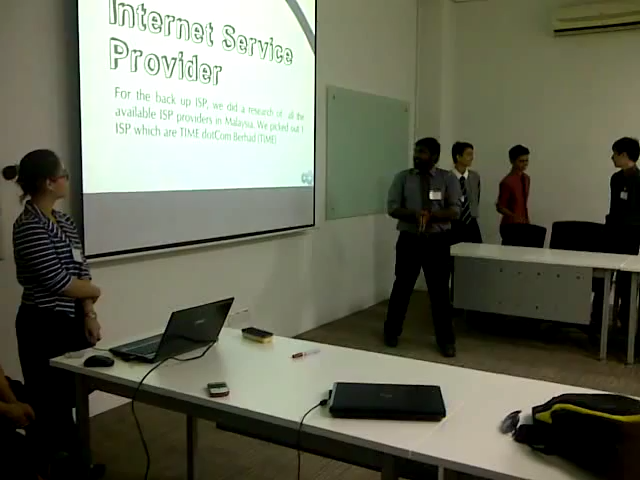 Internet Service
Provider
For the back up ISP, we did a research of all the
available ISP providers in Malaysia. We picked out 1
ISP which are TIME dotCom Berhad (TIME)